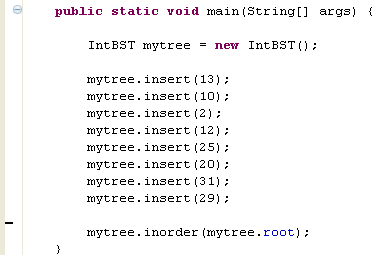 public static void main(String[] args) {
IntBST mytree = new IntBST();
mytree.insert(13);
mytree.insert(10);
mytree.insert(2);
mytree.insert(12);
mytree.insert(25);
mytree.insert(20);
mytree.insert(31);
mytree.insert(29);
mytree.inorder(mytree.root);
}